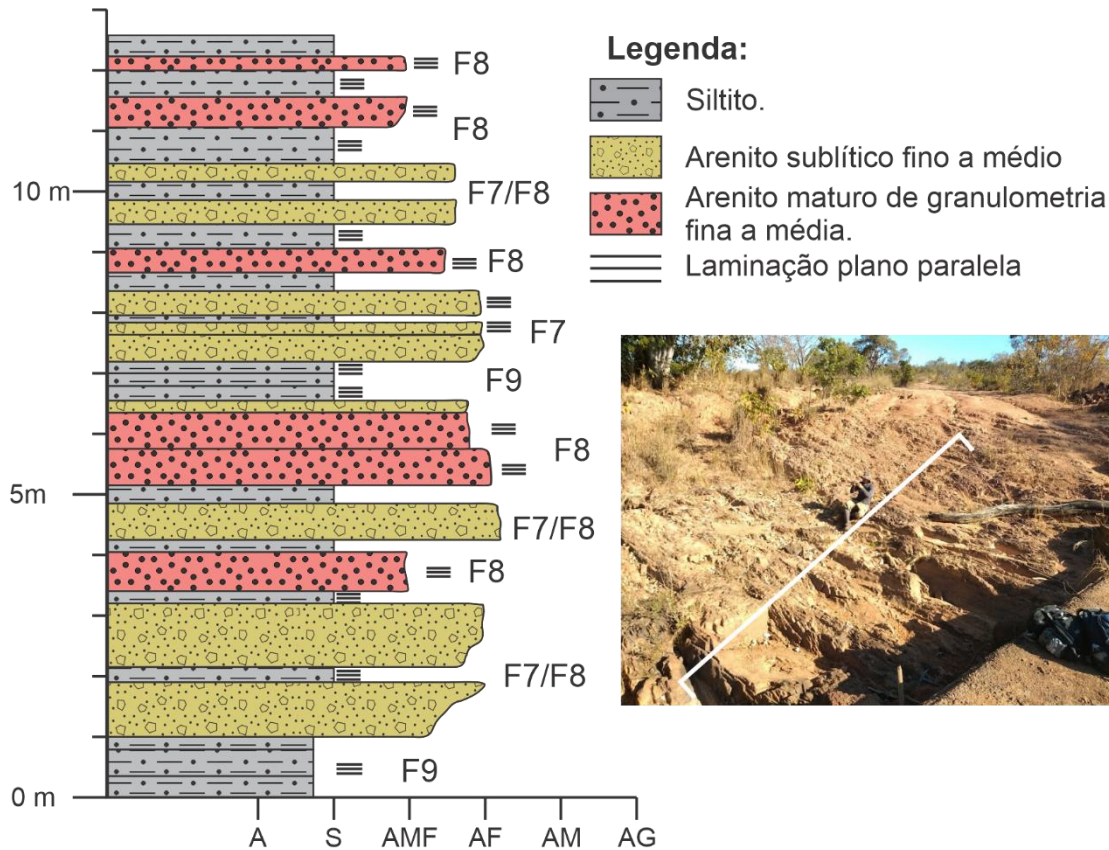 Legenda:
Siltito.
Arenito sublítico fino a médio
Arenito maturo de granulometria
fina a média.
Laminação plano paralela
F8
F8
10 m
F7/F8
F8
F7
F9
F8
5m
F7/F8
F8
F7/F8
F9
0 m
A S AMF AF AM AG